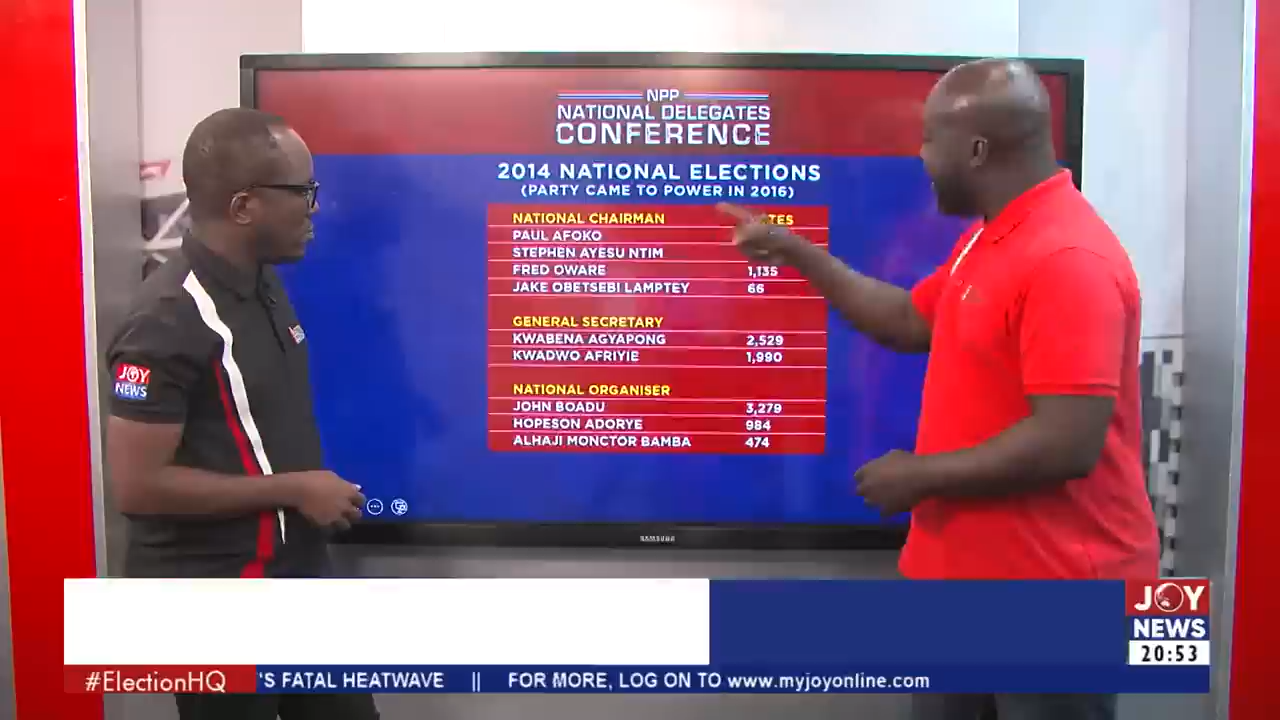 NPP
NATIONAL DELEGATES
CONFERENCE
2014 NATIONAL ELECTIONS
(PARTY CAME TO POWER IN 2016)
NATIONAL CHAIRMAN
PAUL AFOKO
STEPHEN AYESU NTIM
FRED OWARE 1,135
JAKE OBETSEBI LAMPTEY 66
GENERAL SECRETARY
KWABENA AGYAPONG 2,529
KWADWO AFRIYIE 1,990
NATIONAL ORGANISER
JOHN BOADU 3,279
HOPESON ADORYE 984
ALHAJI MONCTOR BAMBA 474
JOY
NEWS
SAMSUNG
JOY
NEWS
20:53
#ElectionHQ 'S FATAL HEATWAVE || FOR MORE, LOG ON TO www.myjoyonline.com